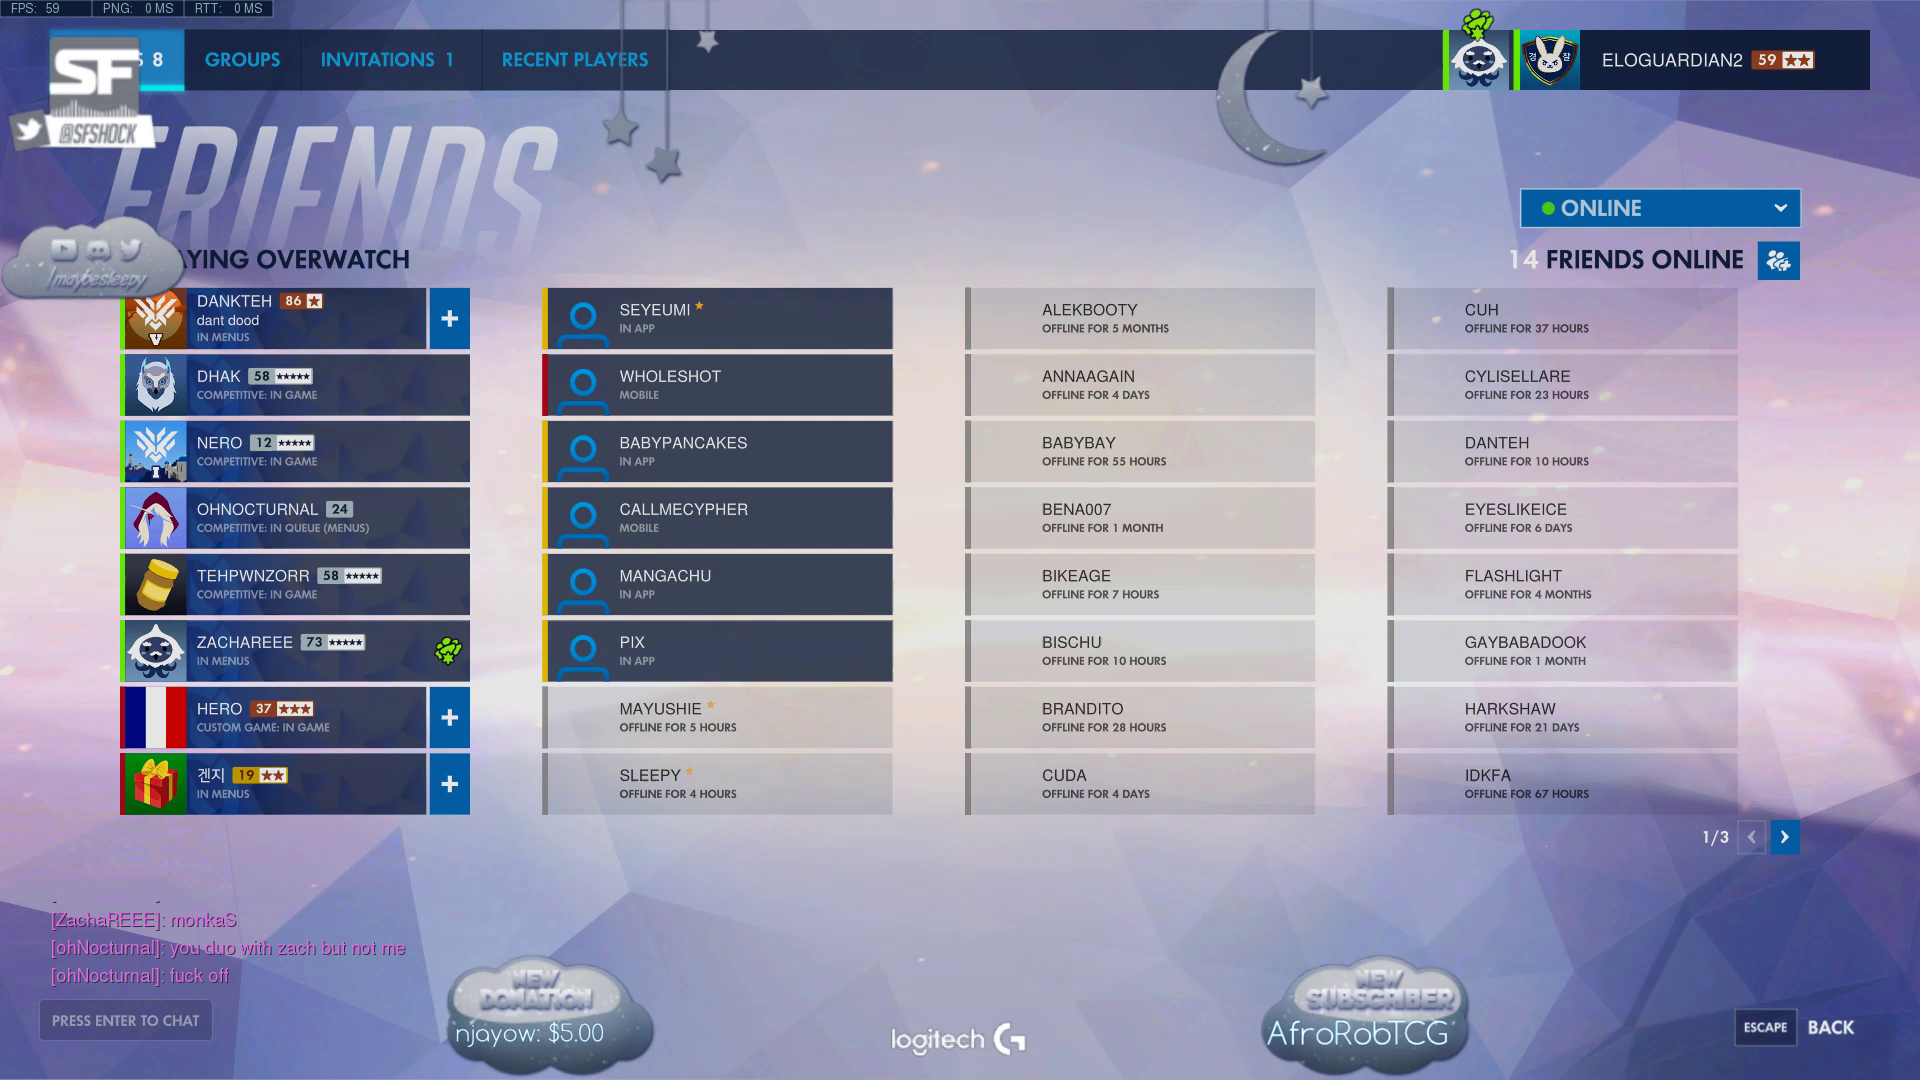 FPS: 59 PNG: 0 MS RTT: 0 MS
S 8 GROUPS INVITATIONS 1 RECENT PLAYERS
ELOGUARDIAN2 59
SF
@SFSHOCK
FRIENDS
ONLINE
!maybesleepy
AYING OVERWATCH
14 FRIENDS ONLINE
DANKTEH 86
dant dood
IN MENUS
DHAK 58
COMPETITIVE: IN GAME
NERO 12
COMPETITIVE: IN GAME
OHNOCTURNAL 24
COMPETITIVE: IN QUEUE (MENUS)
TEHPWNZORR 58
COMPETITIVE: IN GAME
ZACHAREEE 73
IN MENUS
HERO 37
CUSTOM GAME: IN GAME
겐지 19
IN MENUS
SEYEUMI
IN APP
WHOLESHOT
MOBILE
BABYPANCAKES
IN APP
CALLMECYPHER
MOBILE
MANGACHU
IN APP
PIX
IN APP
MAYUSHIE
OFFLINE FOR 5 HOURS
SLEEPY
OFFLINE FOR 4 HOURS
ALEKBOOTY
OFFLINE FOR 5 MONTHS
ANNAAGAIN
OFFLINE FOR 4 DAYS
BABYBAY
OFFLINE FOR 55 HOURS
BENA007
OFFLINE FOR 1 MONTH
BIKEAGE
OFFLINE FOR 7 HOURS
BISCHU
OFFLINE FOR 10 HOURS
BRANDITO
OFFLINE FOR 28 HOURS
CUDA
OFFLINE FOR 4 DAYS
CUH
OFFLINE FOR 37 HOURS
CYLISELLARE
OFFLINE FOR 23 HOURS
DANTEH
OFFLINE FOR 10 HOURS
EYESLIKEICE
OFFLINE FOR 6 DAYS
FLASHLIGHT
OFFLINE FOR 4 MONTHS
GAYBABADOOK
OFFLINE FOR 1 MONTH
HARKSHAW
OFFLINE FOR 21 DAYS
IDKFA
OFFLINE FOR 67 HOURS
1/3
[ZachaREEE]: monkaS
[ohNocturnal]: you duo with zach but not me
[ohNocturnal]: fuck off
PRESS ENTER TO CHAT
NEW
DONATION
njayow: $5.00
logitech G
NEW
SUBSCRIBER
AfroRobTCG
ESCAPE BACK